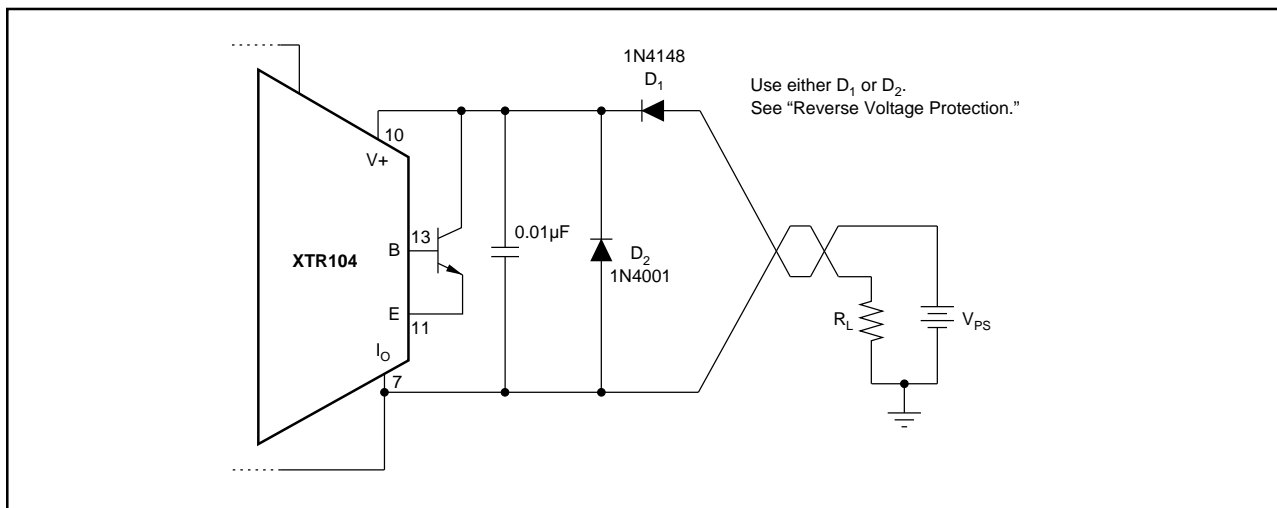 1N4148
D1
Use either D1 or D2.
See “Reverse Voltage Protection.”
10
V+
XTR104
B
13
0.01µF
D2
1N4001
E
11
IO
7
RL
VPS